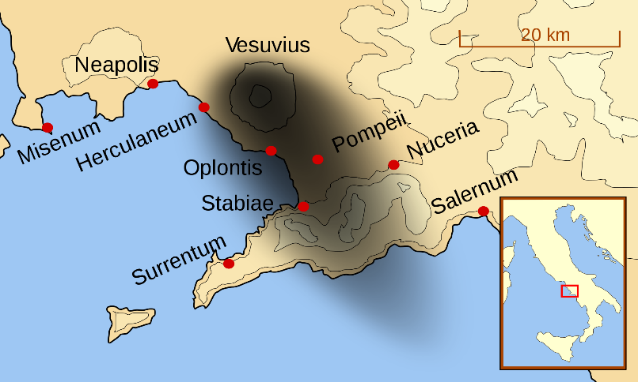 Vesuvius
20 km
Neapolis
Misenum
Herculaneum
Pompeii
Nuceria
Oplontis
Stabiae
Salernum
Surrentum